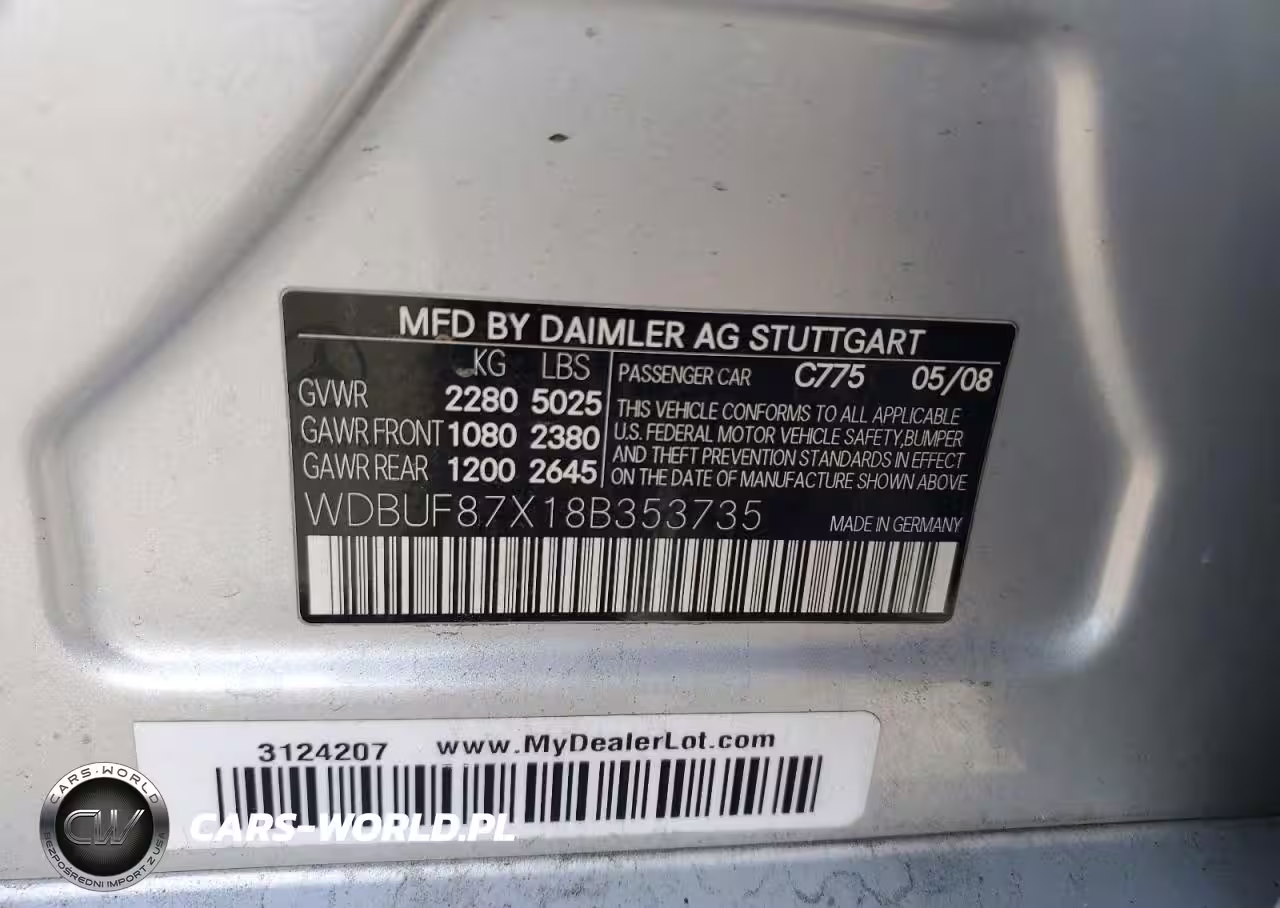 MFD BY DAIMLER AG STUTTGART
KG LBS
GVWR 2280 5025
GAWR FRONT 1080 2380
GAWR REAR 1200 2645
PASSENGER CAR C775 05/08
THIS VEHICLE CONFORMS TO ALL APPLICABLE
U.S. FEDERAL MOTOR VEHICLE SAFETY,BUMPER
AND THEFT PREVENTION STANDARDS IN EFFECT
ON THE DATE OF MANUFACTURE SHOWN ABOVE
WDBUF87X18B353735
MADE IN GERMANY
3124207 www.MyDealerLot.com
CARS-WORLD
CW
BEZPOŚREDNI IMPORT Z USA
CARS-WORLD.PL